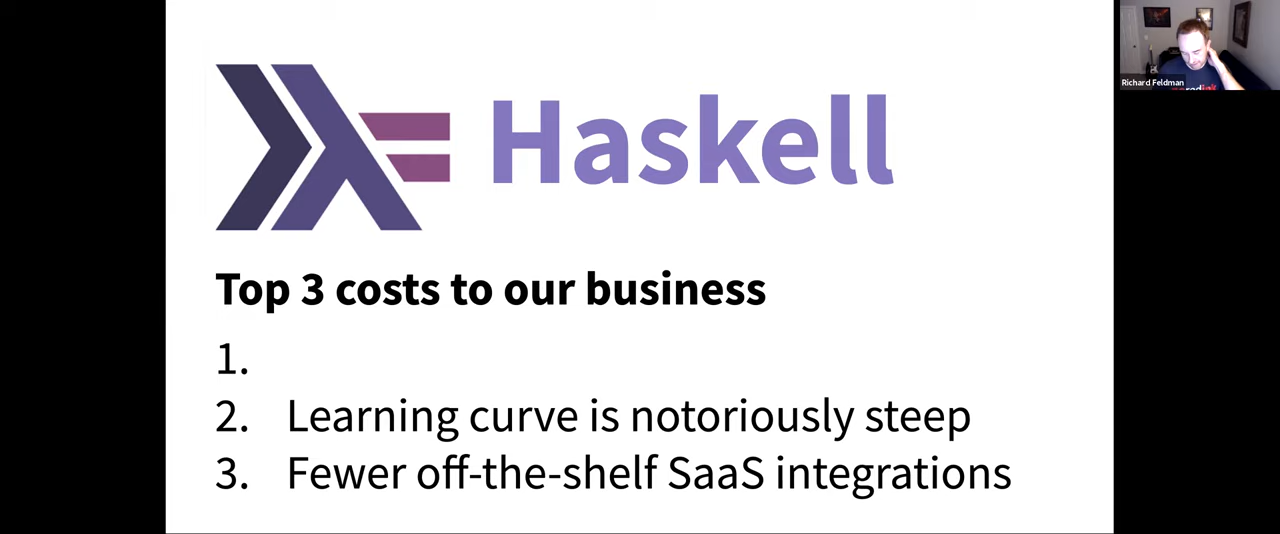 Haskell
Top 3 costs to our business
1.
2. Learning curve is notoriously steep
3. Fewer off-the-shelf SaaS integrations
Richard Feldman